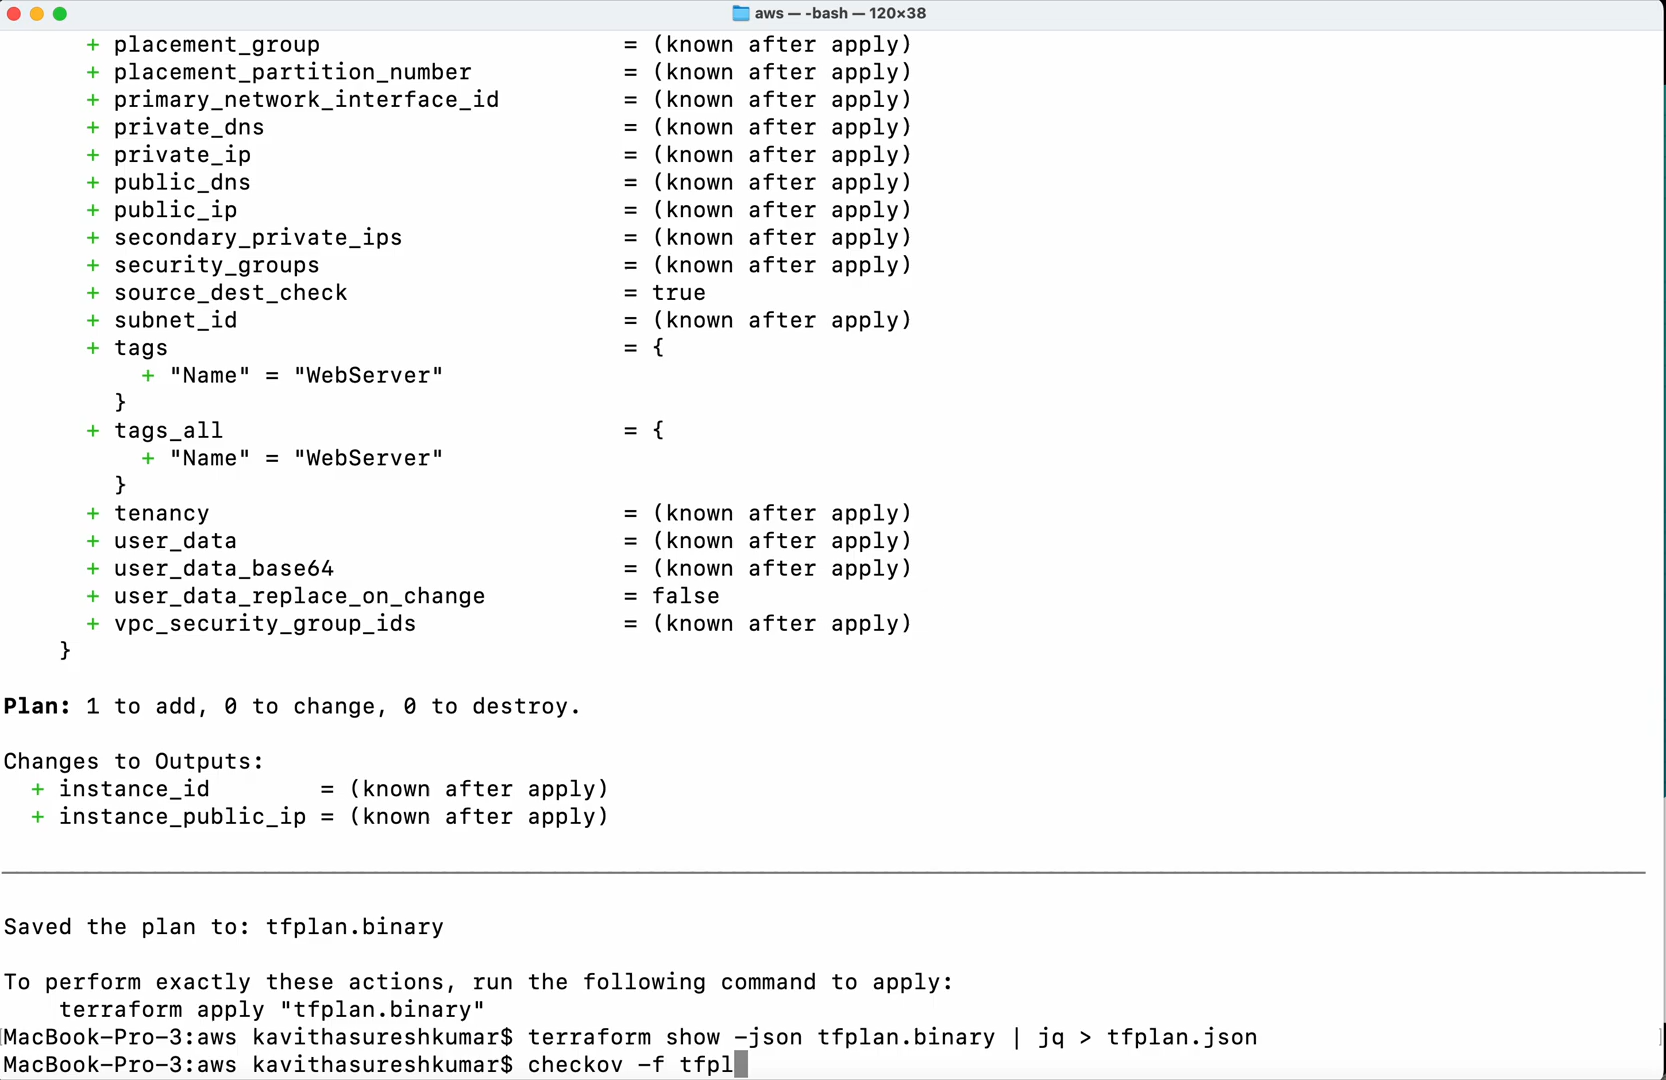 aws — -bash — 120×38
+ placement_group = (known after apply)
+ placement_partition_number = (known after apply)
+ primary_network_interface_id = (known after apply)
+ private_dns = (known after apply)
+ private_ip = (known after apply)
+ public_dns = (known after apply)
+ public_ip = (known after apply)
+ secondary_private_ips = (known after apply)
+ security_groups = (known after apply)
+ source_dest_check = true
+ subnet_id = (known after apply)
+ tags = {
+ "Name" = "WebServer"
}
+ tags_all = {
+ "Name" = "WebServer"
}
+ tenancy = (known after apply)
+ user_data = (known after apply)
+ user_data_base64 = (known after apply)
+ user_data_replace_on_change = false
+ vpc_security_group_ids = (known after apply)
}
Plan: 1 to add, 0 to change, 0 to destroy.
Changes to Outputs:
+ instance_id = (known after apply)
+ instance_public_ip = (known after apply)
Saved the plan to: tfplan.binary
To perform exactly these actions, run the following command to apply:
terraform apply "tfplan.binary"
[MacBook-Pro-3:aws kavithasureshkumar$ terraform show -json tfplan.binary | jq > tfplan.json ]
MacBook-Pro-3:aws kavithasureshkumar$ checkov -f tfpl